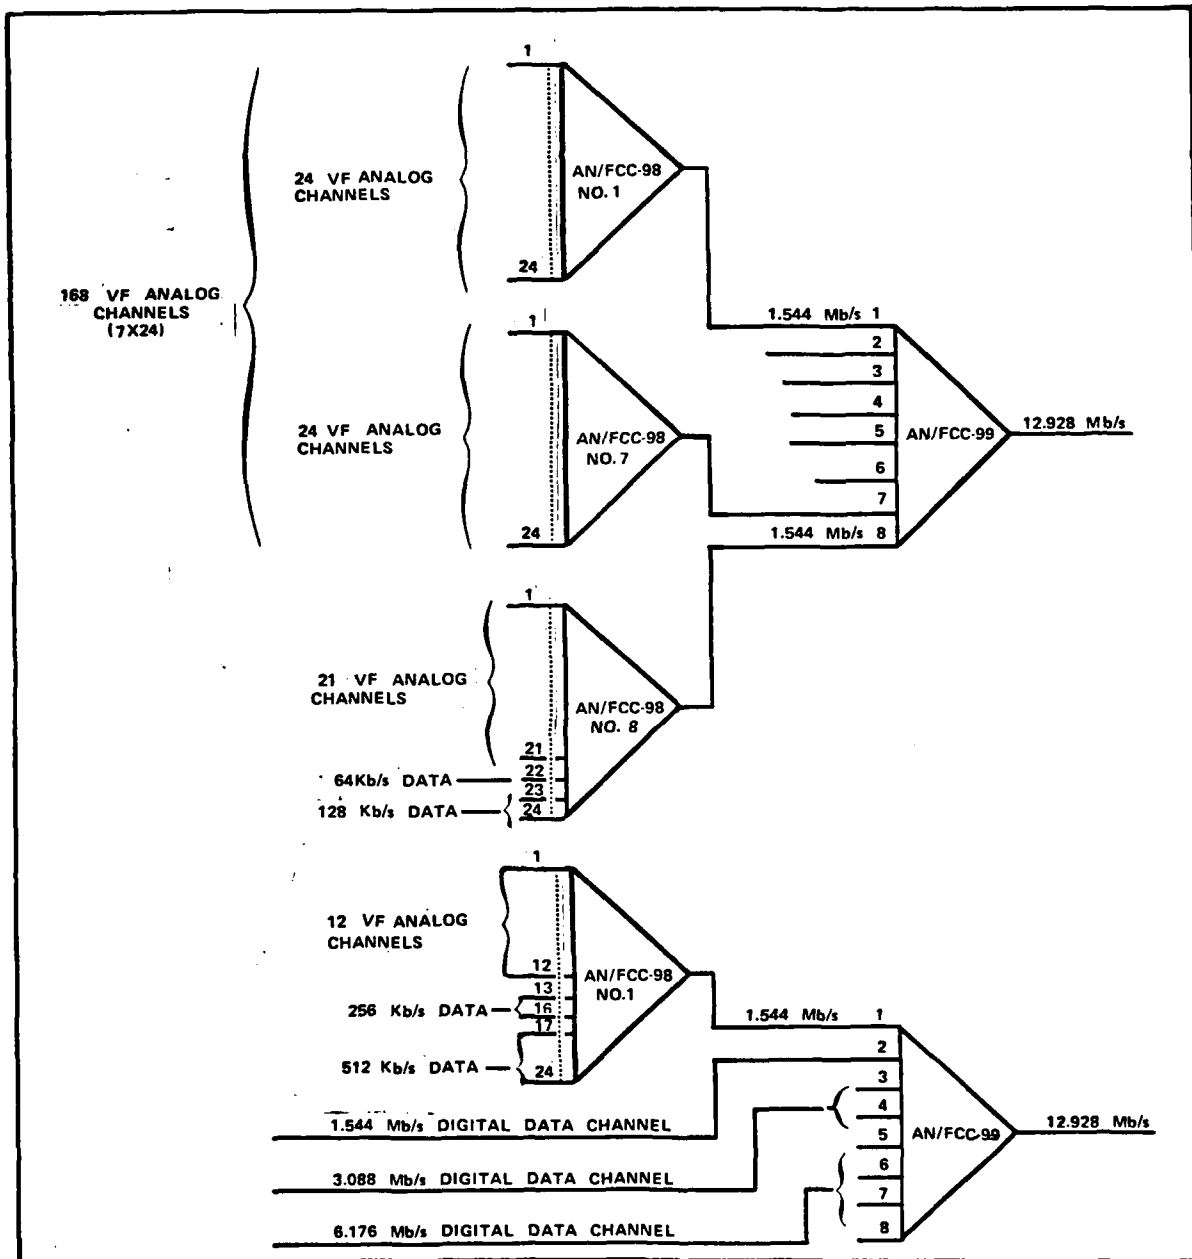 1
24 VF ANALOG
CHANNELS
AN/FCC-98
NO. 1
24
168 VF ANALOG
CHANNELS
(7X24)
1
1.544 Mb/s 1
2
3
4
24 VF ANALOG
CHANNELS
AN/FCC-98
NO. 7
5
AN/FCC-99
12.928 Mb/s
6
7
24
1.544 Mb/s 8
1
21 VF ANALOG
CHANNELS
AN/FCC-98
NO. 8
21
64Kb/s DATA
22
23
128 Kb/s DATA
24
1
12 VF ANALOG
CHANNELS
12
AN/FCC-98
NO.1
13
256 Kb/s DATA
16
17
1.544 Mb/s 1
2
512 Kb/s DATA
24
3
4
1.544 Mb/s DIGITAL DATA CHANNEL
5
AN/FCC-99
12.928 Mb/s
6
3.088 Mb/s DIGITAL DATA CHANNEL
7
6.176 Mb/s DIGITAL DATA CHANNEL
8